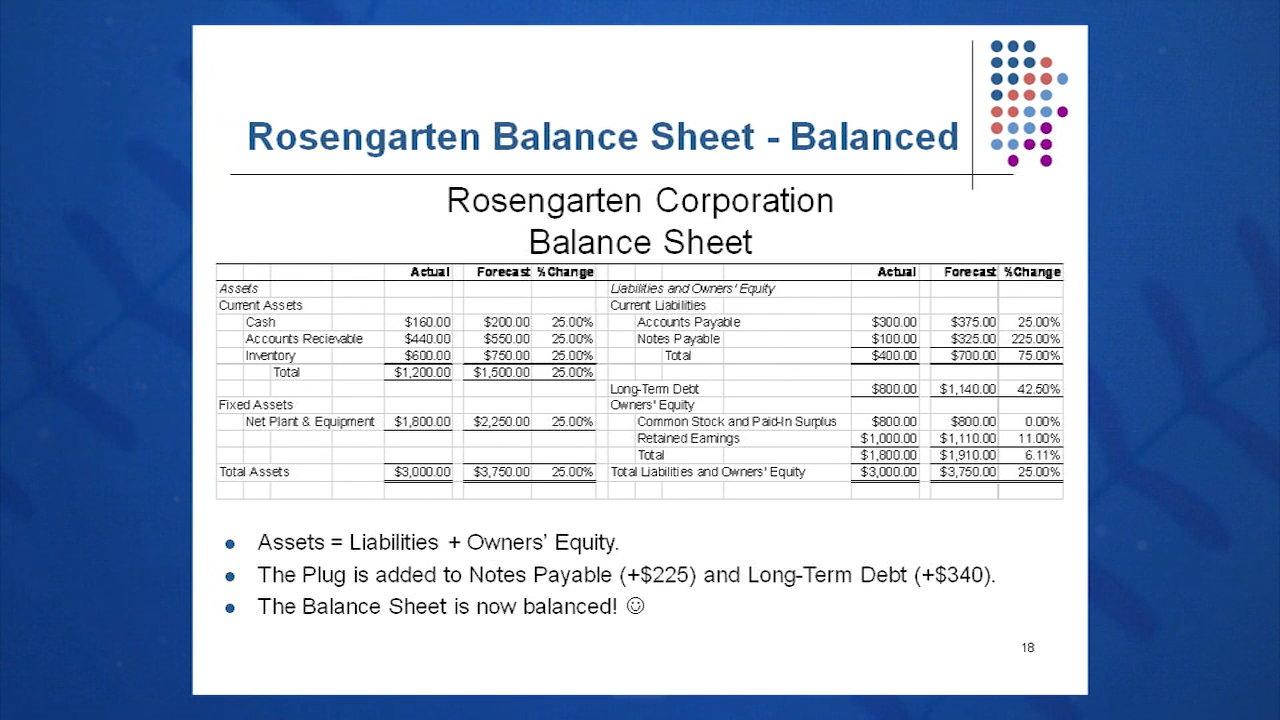 Rosengarten Balance Sheet - Balanced
Rosengarten Corporation
Balance Sheet
Actual Forecast %Change Actual Forecast %Change
Assets Liabilities and Owners' Equity
Current Assets Current Liabilities
Cash $160.00 $200.00 25.00% Accounts Payable $300.00 $375.00 25.00%
Accounts Recievable $440.00 $550.00 25.00% Notes Payable $100.00 $325.00 225.00%
Inventory $600.00 $750.00 25.00% Total $400.00 $700.00 75.00%
Total $1,200.00 $1,500.00 25.00%
Long-Term Debt $800.00 $1,140.00 42.50%
Fixed Assets Owners' Equity
Net Plant & Equipment $1,800.00 $2,250.00 25.00% Common Stock and Paid-In Surplus $800.00 $800.00 0.00%
Retained Earnings $1,000.00 $1,110.00 11.00%
Total $1,800.00 $1,910.00 6.11%
Total Assets $3,000.00 $3,750.00 25.00% Total Liabilities and Owners' Equity $3,000.00 $3,750.00 25.00%
● Assets = Liabilities + Owners’ Equity.
● The Plug is added to Notes Payable (+$225) and Long-Term Debt (+$340).
● The Balance Sheet is now balanced! ☺
18